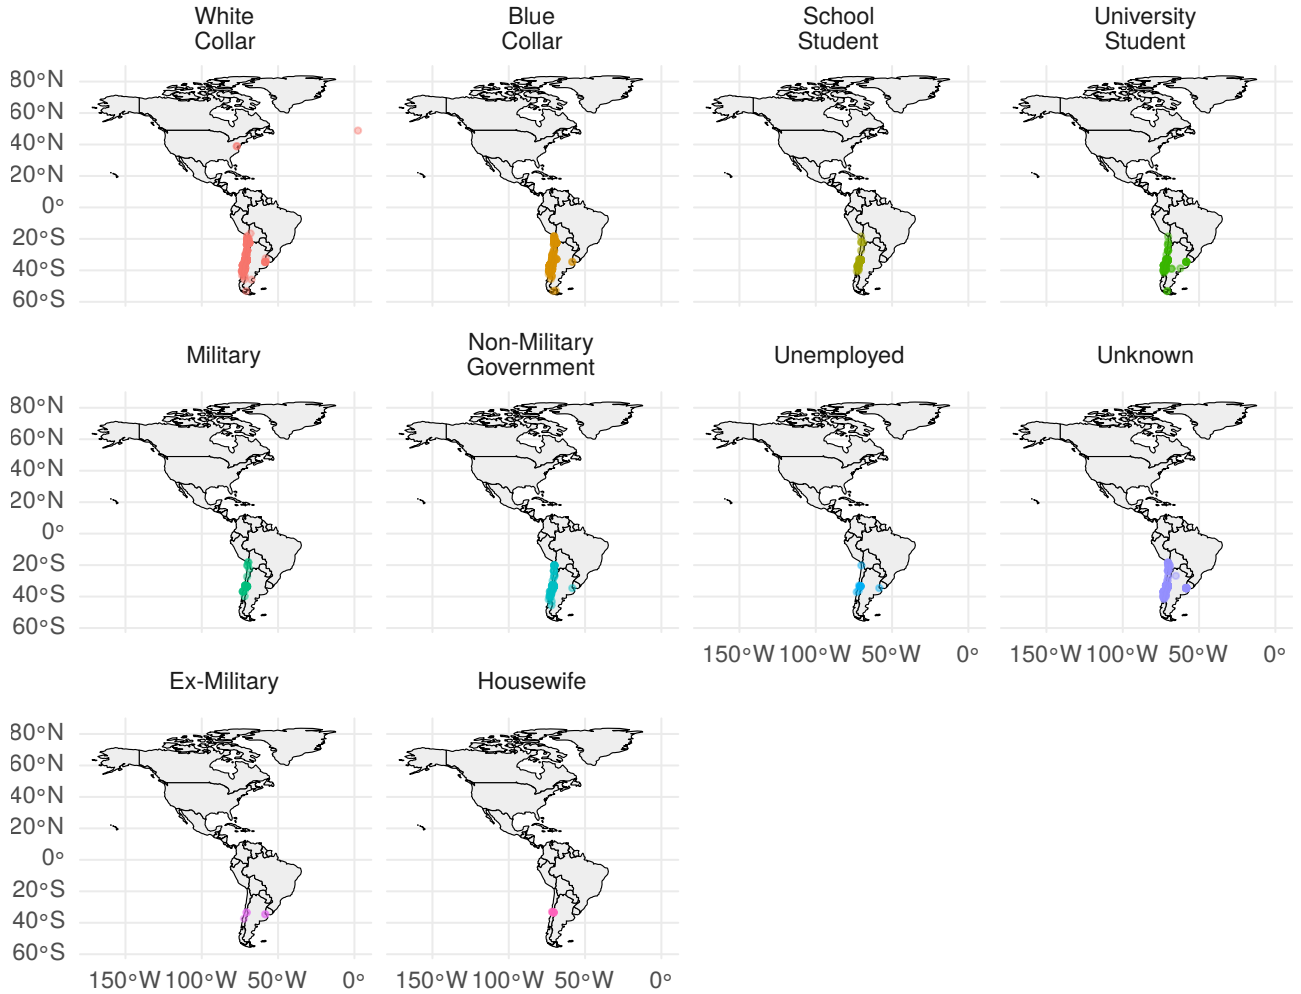 White
Collar
Blue
Collar
School
Student
University
Student
80°N
60°N
40°N
20°N
0°
20°S
40°S
60°S
Military
Non-Military
Government
Unemployed
Unknown
80°N
60°N
40°N
20°N
0°
20°S
40°S
60°S
150°W 100°W 50°W 0°
150°W 100°W 50°W 0°
Ex-Military
Housewife
80°N
60°N
40°N
20°N
0°
20°S
40°S
60°S
150°W 100°W 50°W 0°
150°W 100°W 50°W 0°